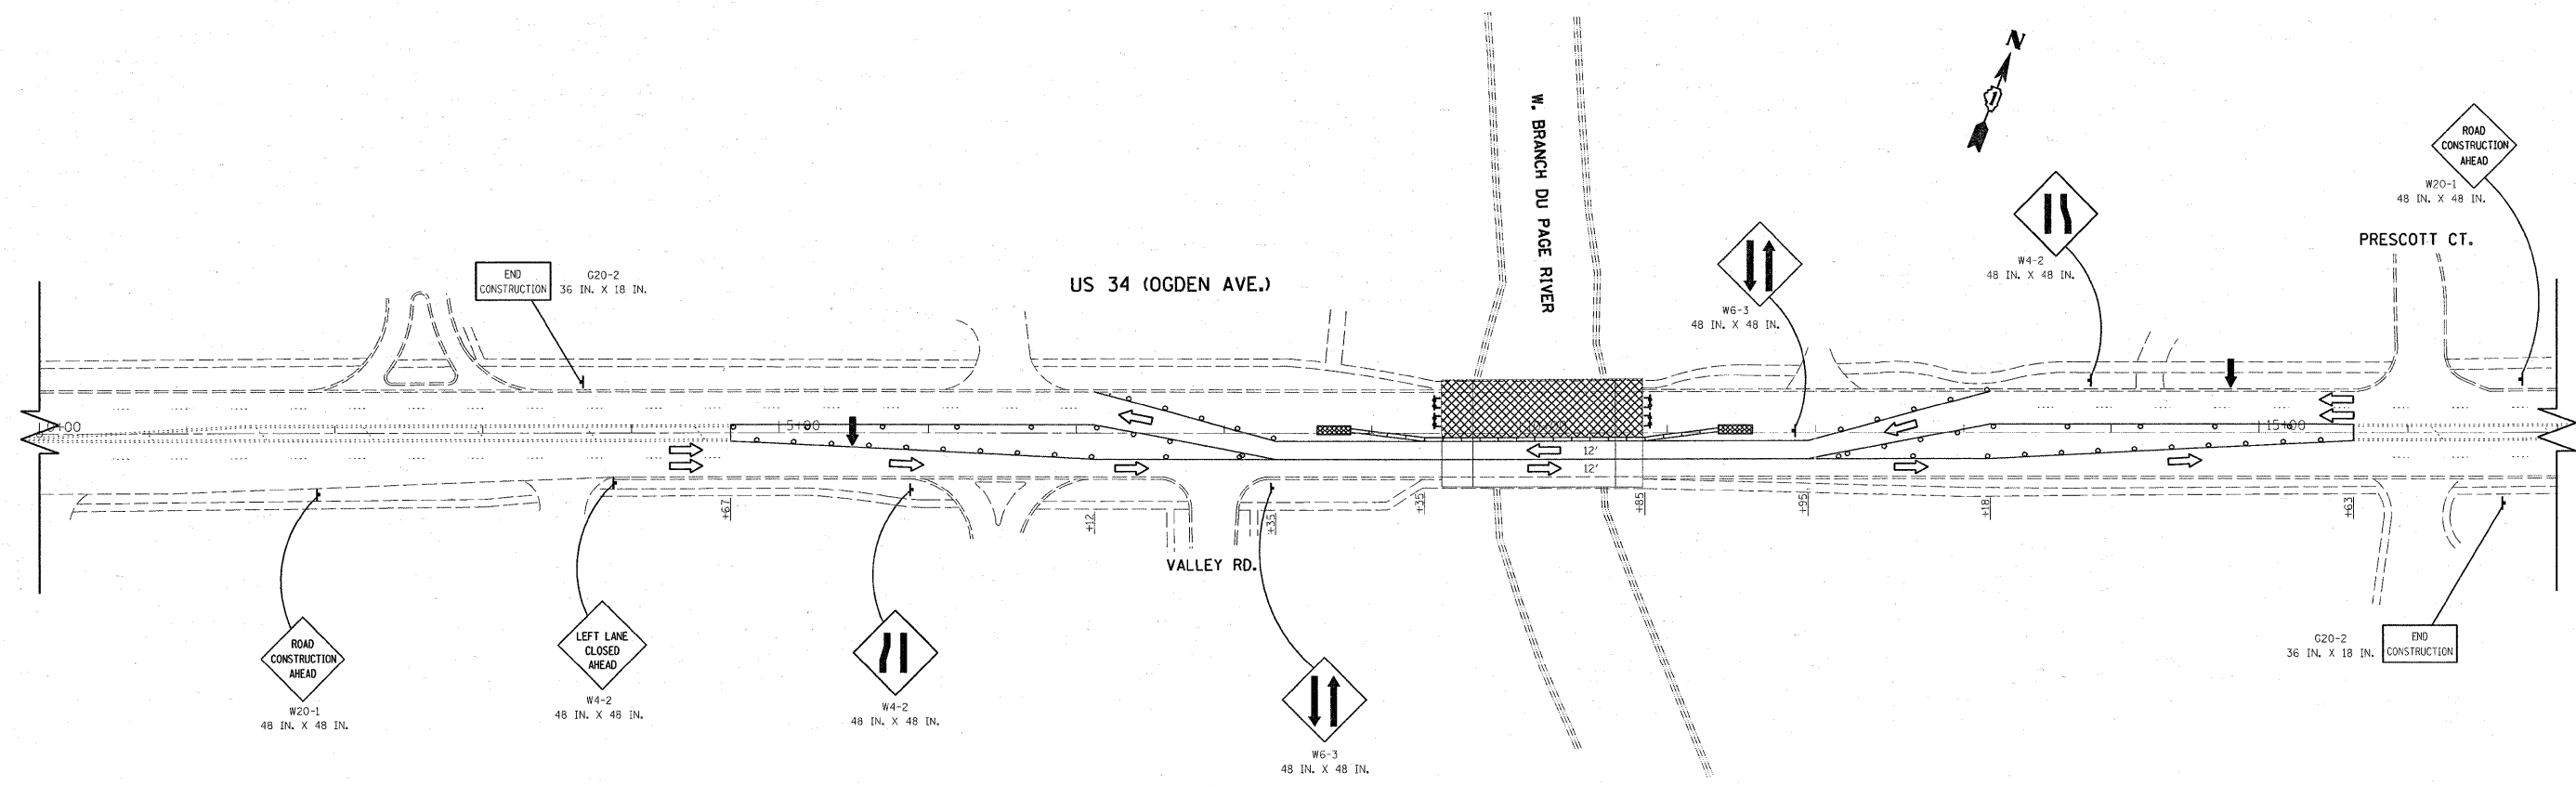 N
ROAD
CONSTRUCTION
AHEAD
W20-1
48 IN. X 48 IN.
PRESCOTT CT.
W4-2
48 IN. X 48 IN.
W6-3
48 IN. X 48 IN.
W. BRANCH DU PAGE RIVER
US 34 (OGDEN AVE.)
END
CONSTRUCTION
G20-2
36 IN. X 18 IN.
5+00
15+00
12'
12'
+67
+12
+35
+35
+85
+95
+18
+63
VALLEY RD.
ROAD
CONSTRUCTION
AHEAD
W20-1
48 IN. X 48 IN.
LEFT LANE
CLOSED
AHEAD
W4-2
48 IN. X 48 IN.
W4-2
48 IN. X 48 IN.
W6-3
48 IN. X 48 IN.
G20-2
36 IN. X 18 IN.
END
CONSTRUCTION